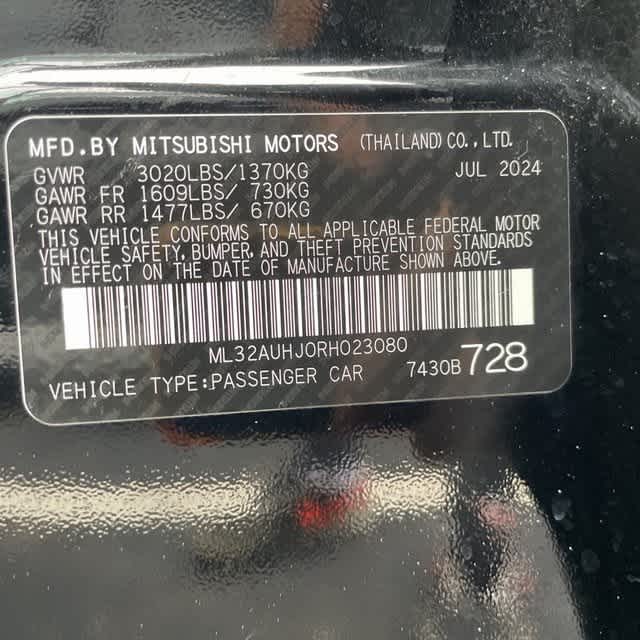 MFD.BY MITSUBISHI MOTORS (THAILAND)CO.,LTD.
GVWR 3020LBS/1370KG JUL 2024
GAWR FR 1609LBS/ 730KG
GAWR RR 1477LBS/ 670KG
THIS VEHICLE CONFORMS TO ALL APPLICABLE FEDERAL MOTOR
VEHICLE SAFETY, BUMPER, AND THEFT PREVENTION STANDARDS
IN EFFECT ON THE DATE OF MANUFACTURE SHOWN ABOVE.
ML32AUHJ0RH023080
VEHICLE TYPE:PASSENGER CAR 7430B 728